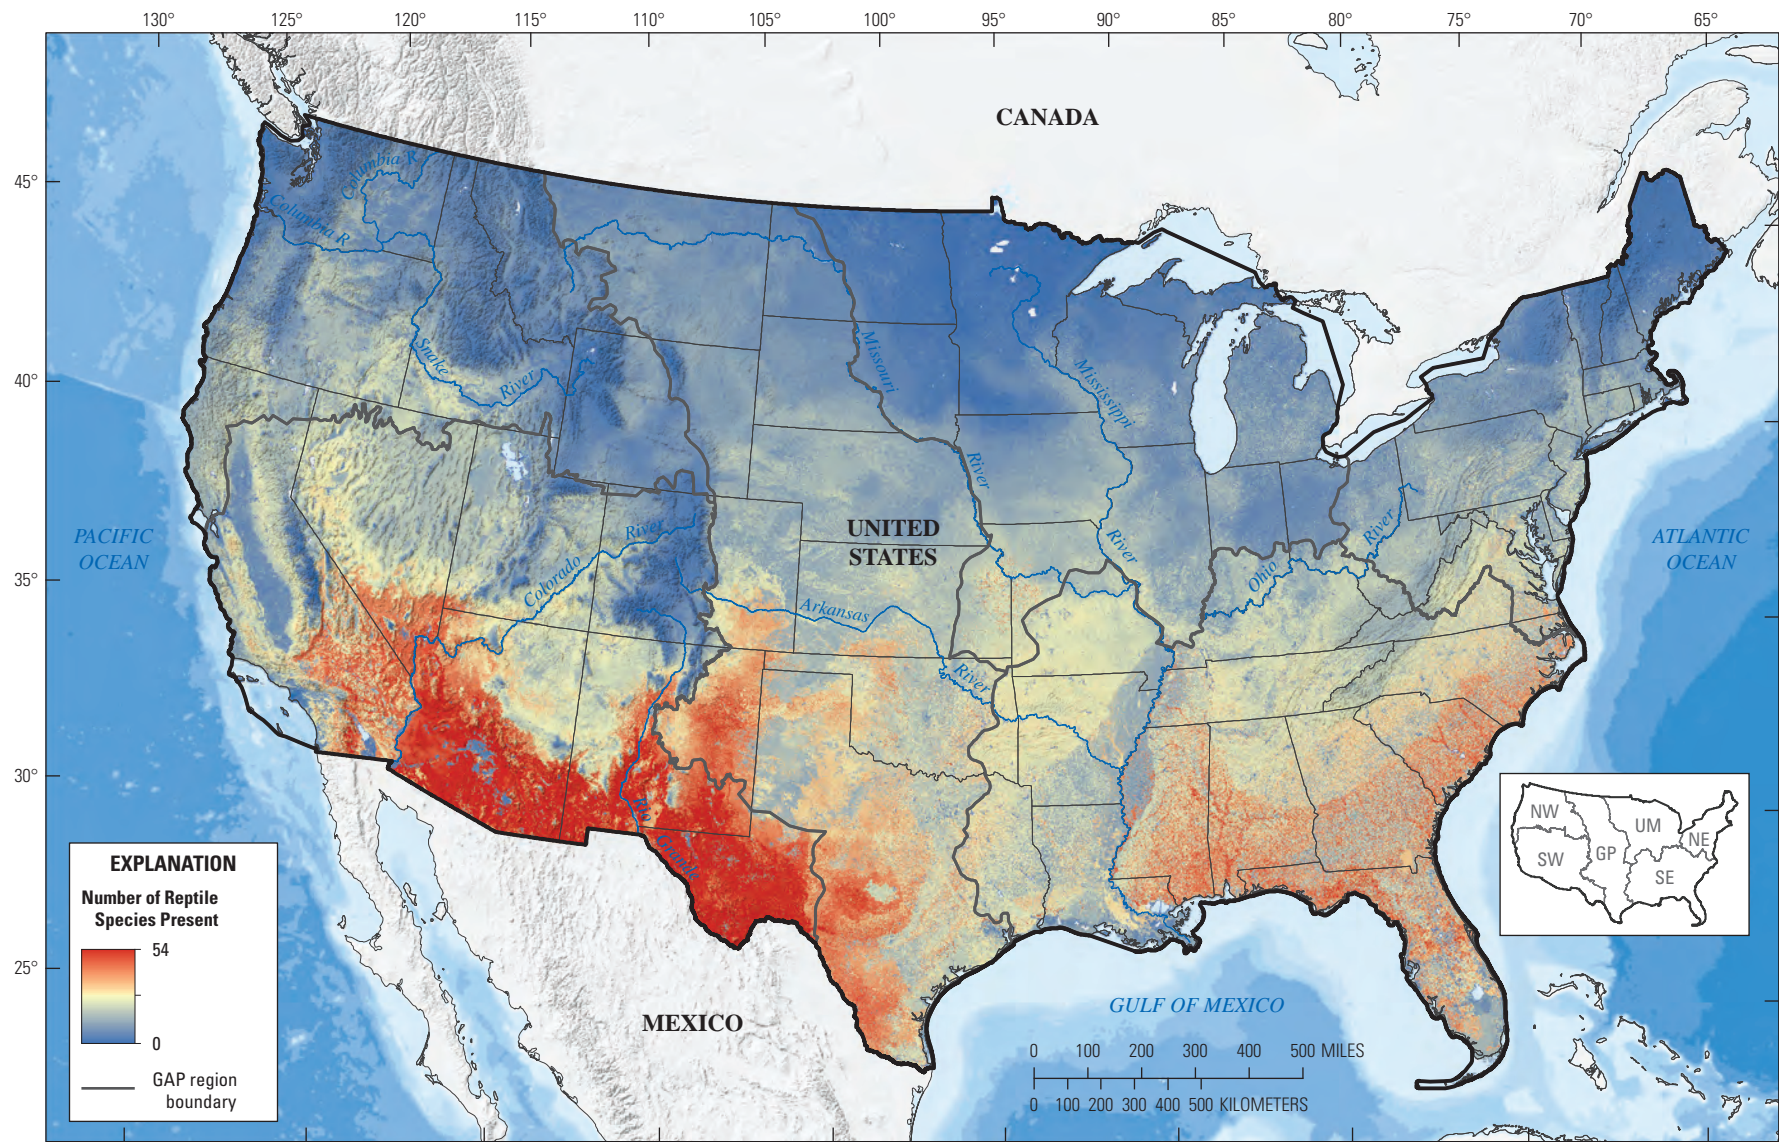 130°
125°
120°
115°
110°
105°
100°
95°
90°
85°
80°
75°
70°
65°
45°
40°
35°
30°
25°
CANADA
Columbia R.
Columbia R.
Snake
River
Missouri
River
Mississippi
River
UNITED
STATES
PACIFIC
OCEAN
ATLANTIC
OCEAN
Colorado
River
Arkansas
River
Ohio
River
Rio
Grande
MEXICO
GULF OF MEXICO
0 100 200 300 400 500 MILES
0 100 200 300 400 500 KILOMETERS
EXPLANATION
Number of Reptile
Species Present
54
0
GAP region
boundary
NW
SW
GP
UM
NE
SE